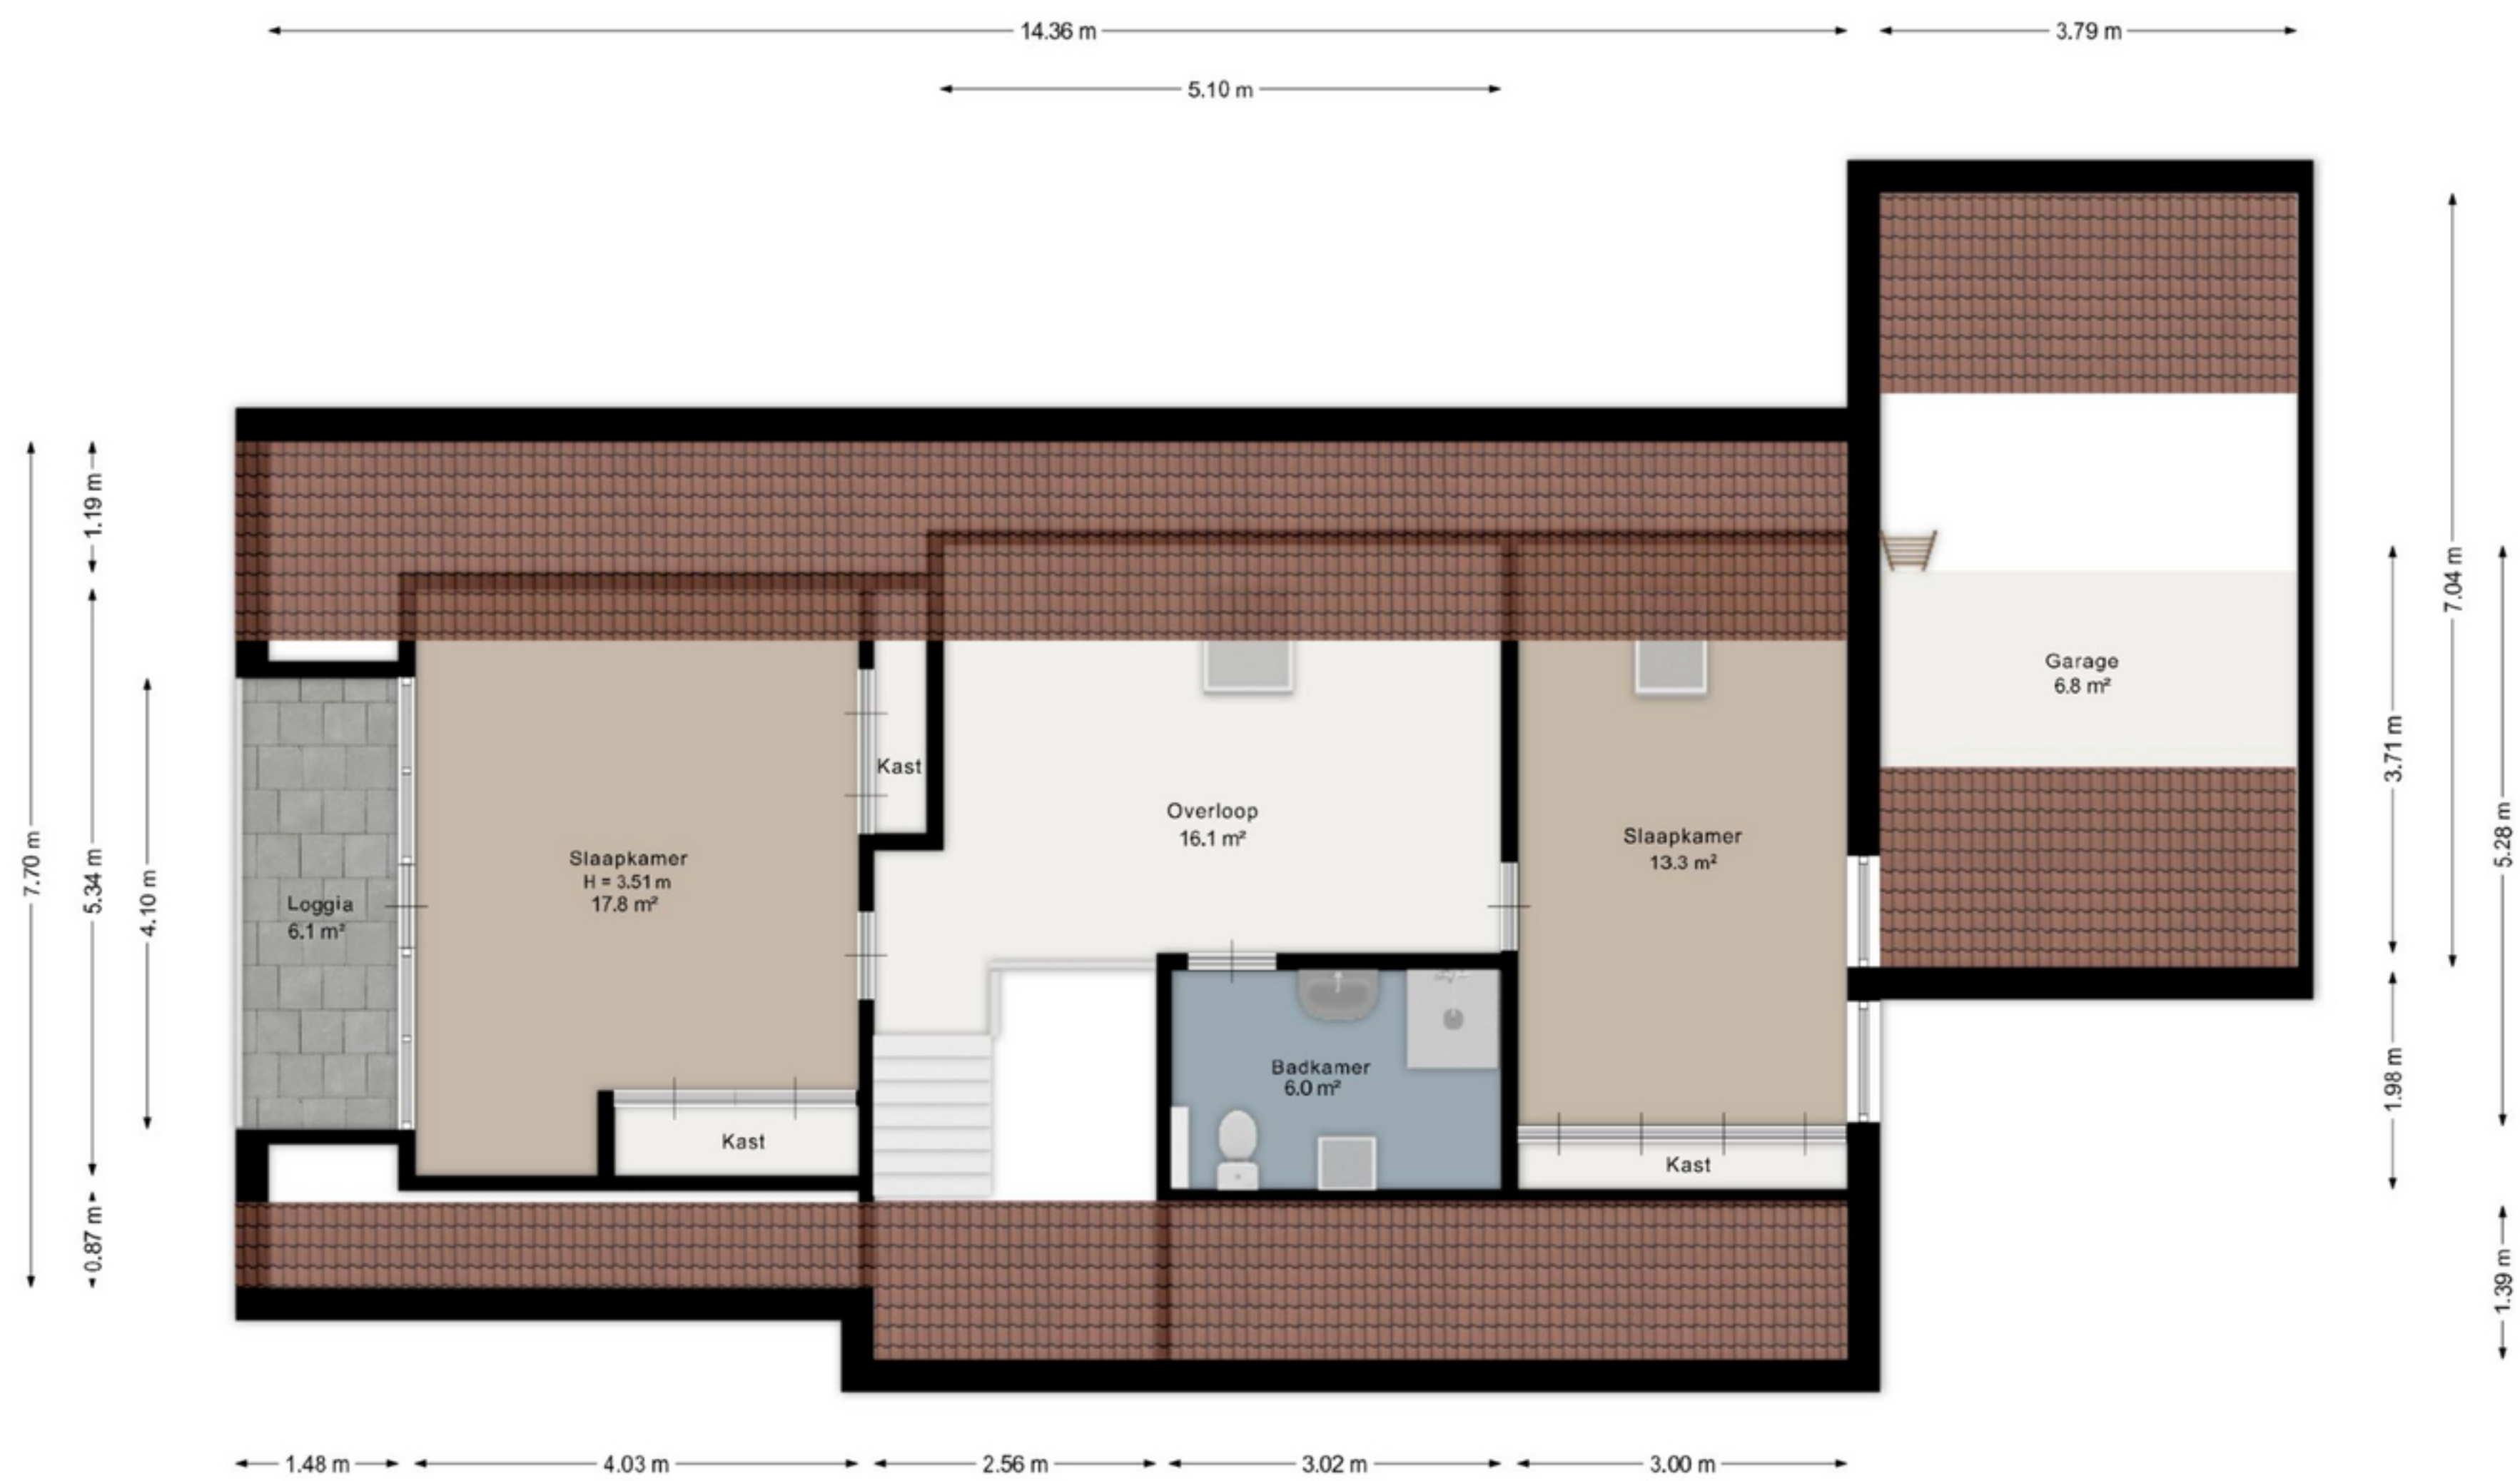 14.36 m
3.79 m
5.10 m
1.19 m
7.70 m
5.34 m
4.10 m
0.87 m
Loggia
6.1 m²
Slaapkamer
H = 3.51 m
17.8 m²
Kast
Kast
Overloop
16.1 m²
Badkamer
6.0 m²
Slaapkamer
13.3 m²
Kast
Garage
6.8 m²
7.04 m
3.71 m
5.28 m
1.98 m
1.39 m
1.48 m
4.03 m
2.56 m
3.02 m
3.00 m